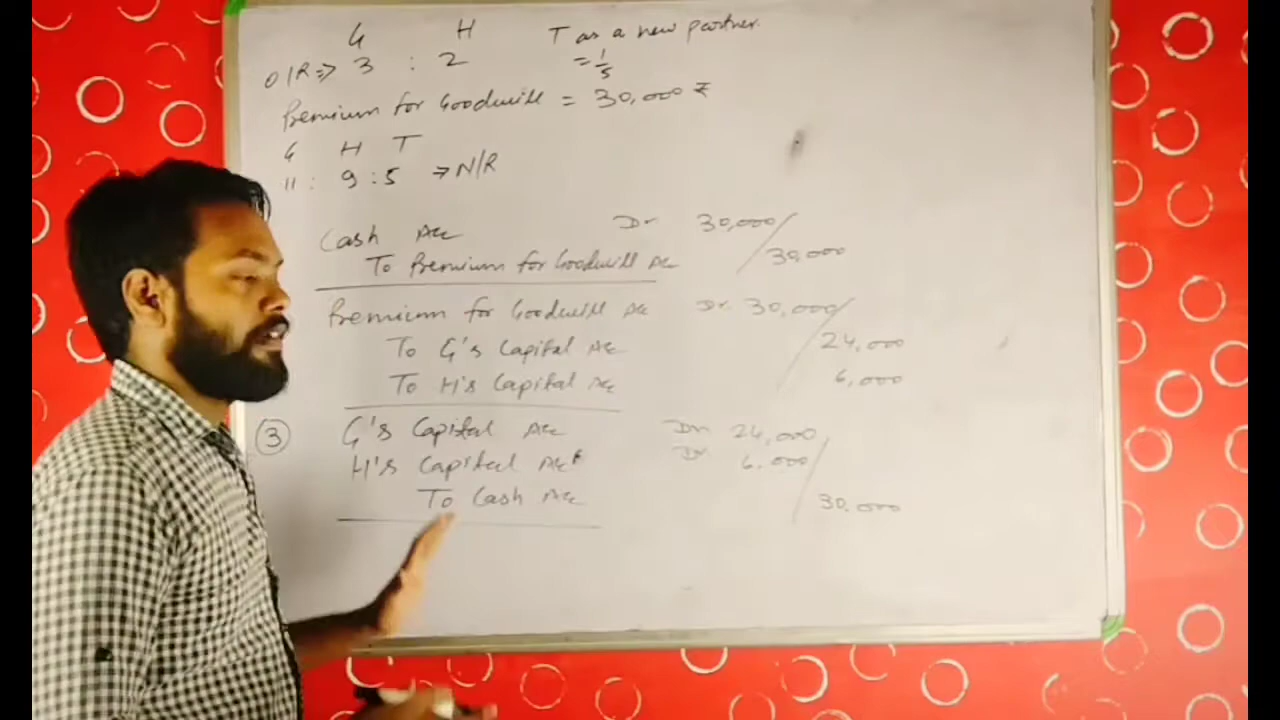 G H T as a new partner.
O/R => 3 : 2 = 1/5
Premium for Goodwill = 30,000 ₹
G H T
11 : 9 : 5 => N/R
Cash A/c Dr 30,000/
To Premium for Goodwill A/c / 30,000
Premium for Goodwill A/c Dr. 30,000/
To G's Capital A/c 24,000
To H's Capital A/c / 6,000
③ G's Capital A/c Dr 24,000
H's Capital A/c Dr 6,000
To Cash A/c / 30,000